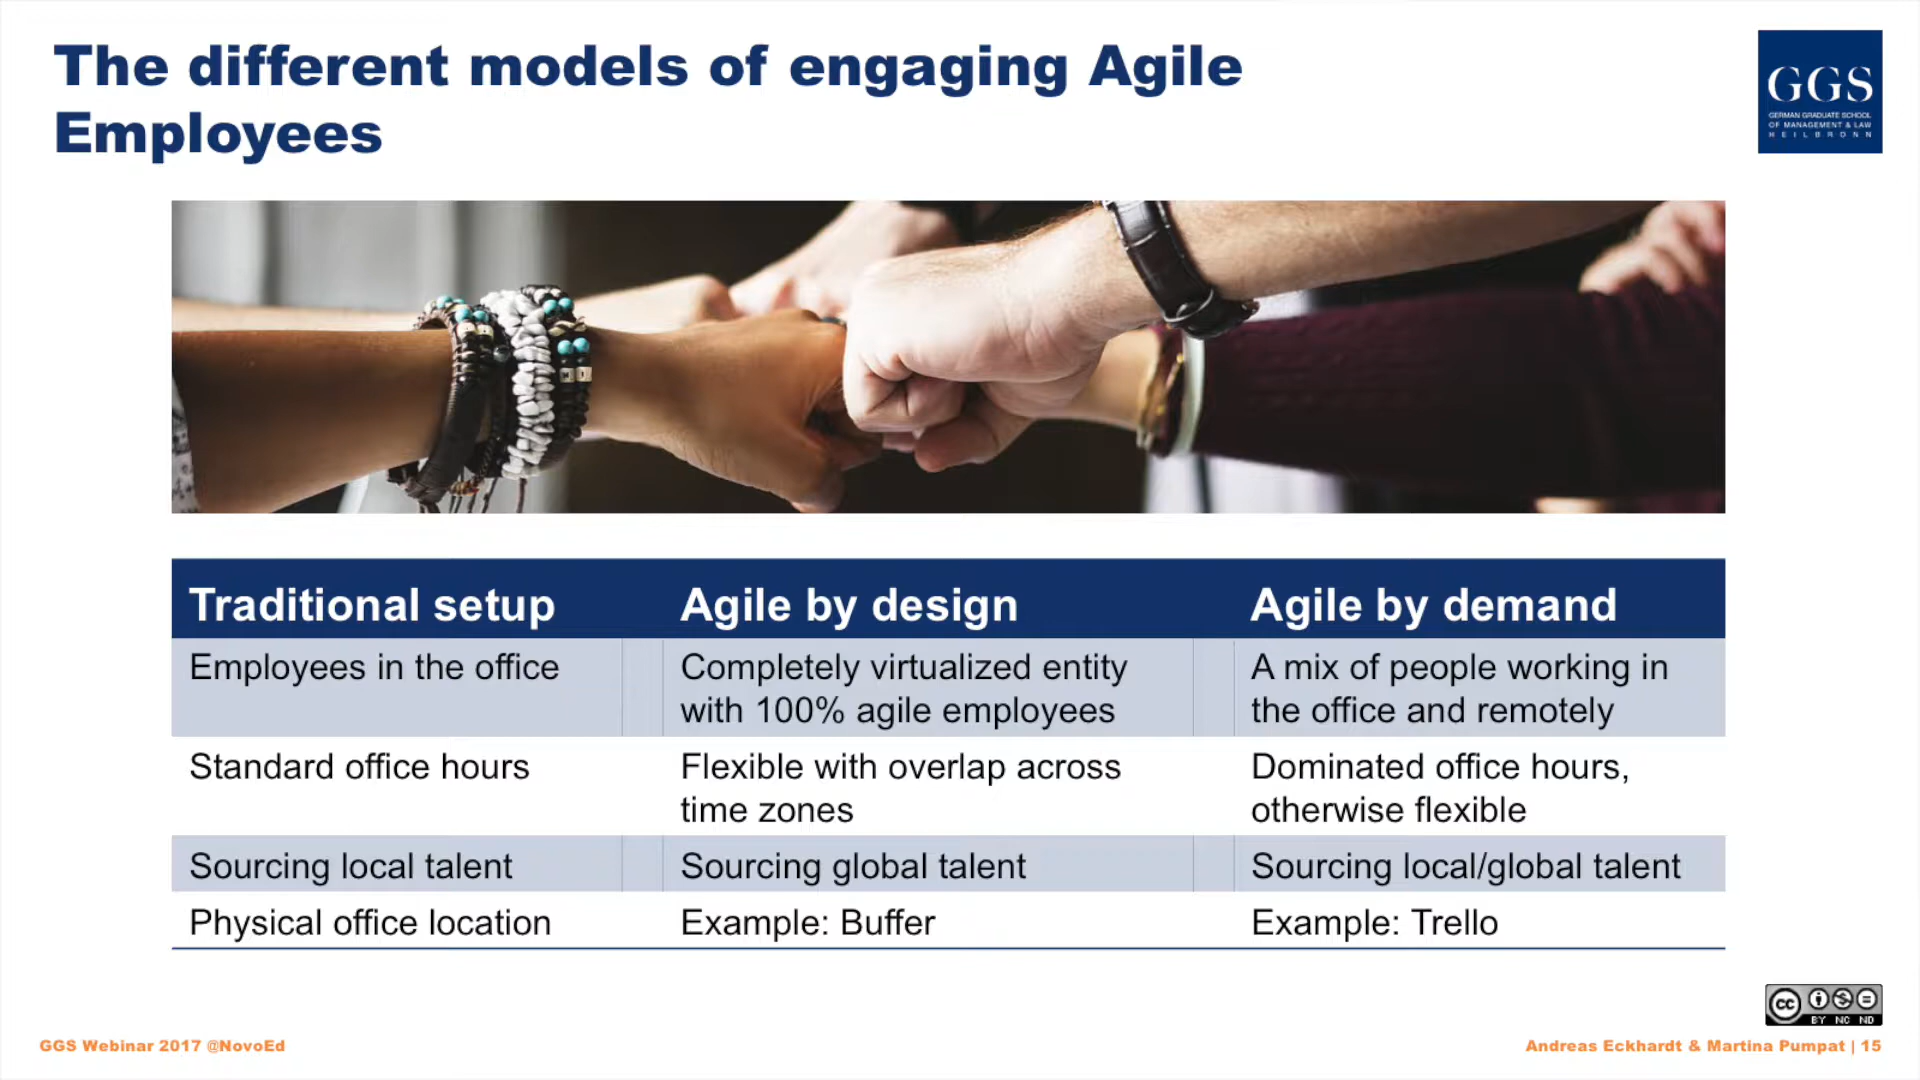 The different models of engaging Agile
Employees
GGS
GERMAN GRADUATE SCHOOL
OF MANAGEMENT & LAW
HEILBRONN
Traditional setup
Agile by design
Agile by demand
Employees in the office
Completely virtualized entity
with 100% agile employees
A mix of people working in
the office and remotely
Standard office hours
Flexible with overlap across
time zones
Dominated office hours,
otherwise flexible
Sourcing local talent
Sourcing global talent
Sourcing local/global talent
Physical office location
Example: Buffer
Example: Trello
cc
BY NC ND
GGS Webinar 2017 @NovoEd
Andreas Eckhardt & Martina Pumpat | 15